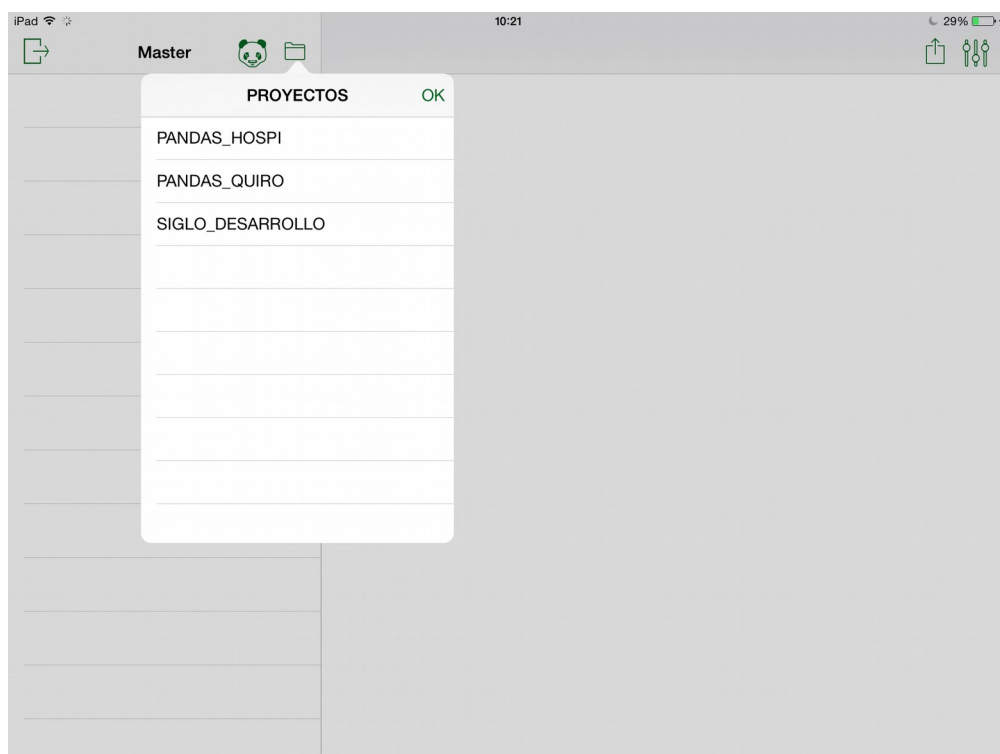 iPad 10:21 29%
Master
PROYECTOS OK
PANDAS_HOSPI
PANDAS_QUIRO
SIGLO_DESARROLLO